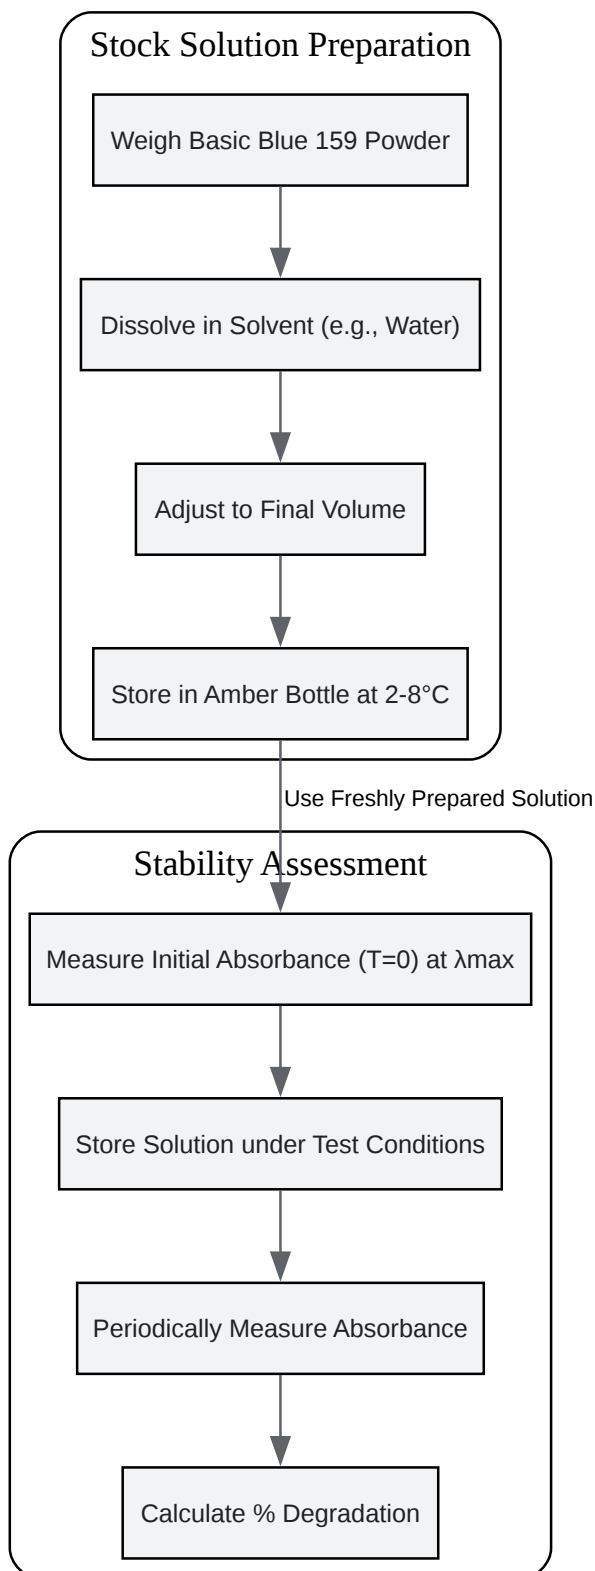 Stock Solution Preparation
Weigh Basic Blue 159 Powder
Dissolve in Solvent (e.g., Water)
Adjust to Final Volume
Store in Amber Bottle at 2-8°C
Use Freshly Prepared Solution
Stability Assessment
Measure Initial Absorbance (T=0) at λmax
Store Solution under Test Conditions
Periodically Measure Absorbance
Calculate % Degradation